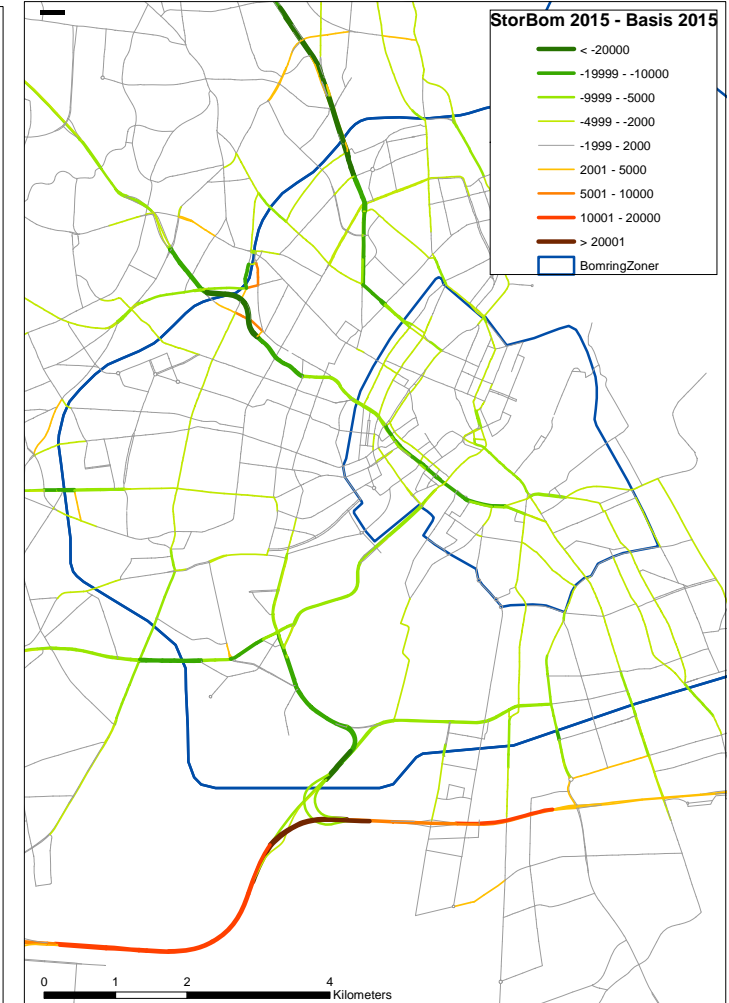 StorBom 2015 - Basis 2015
< -20000
-19999 - -10000
-9999 - -5000
-4999 - -2000
-1999 - 2000
2001 - 5000
5001 - 10000
10001 - 20000
> 20001
BomringZoner
0 1 2 4
Kilometers